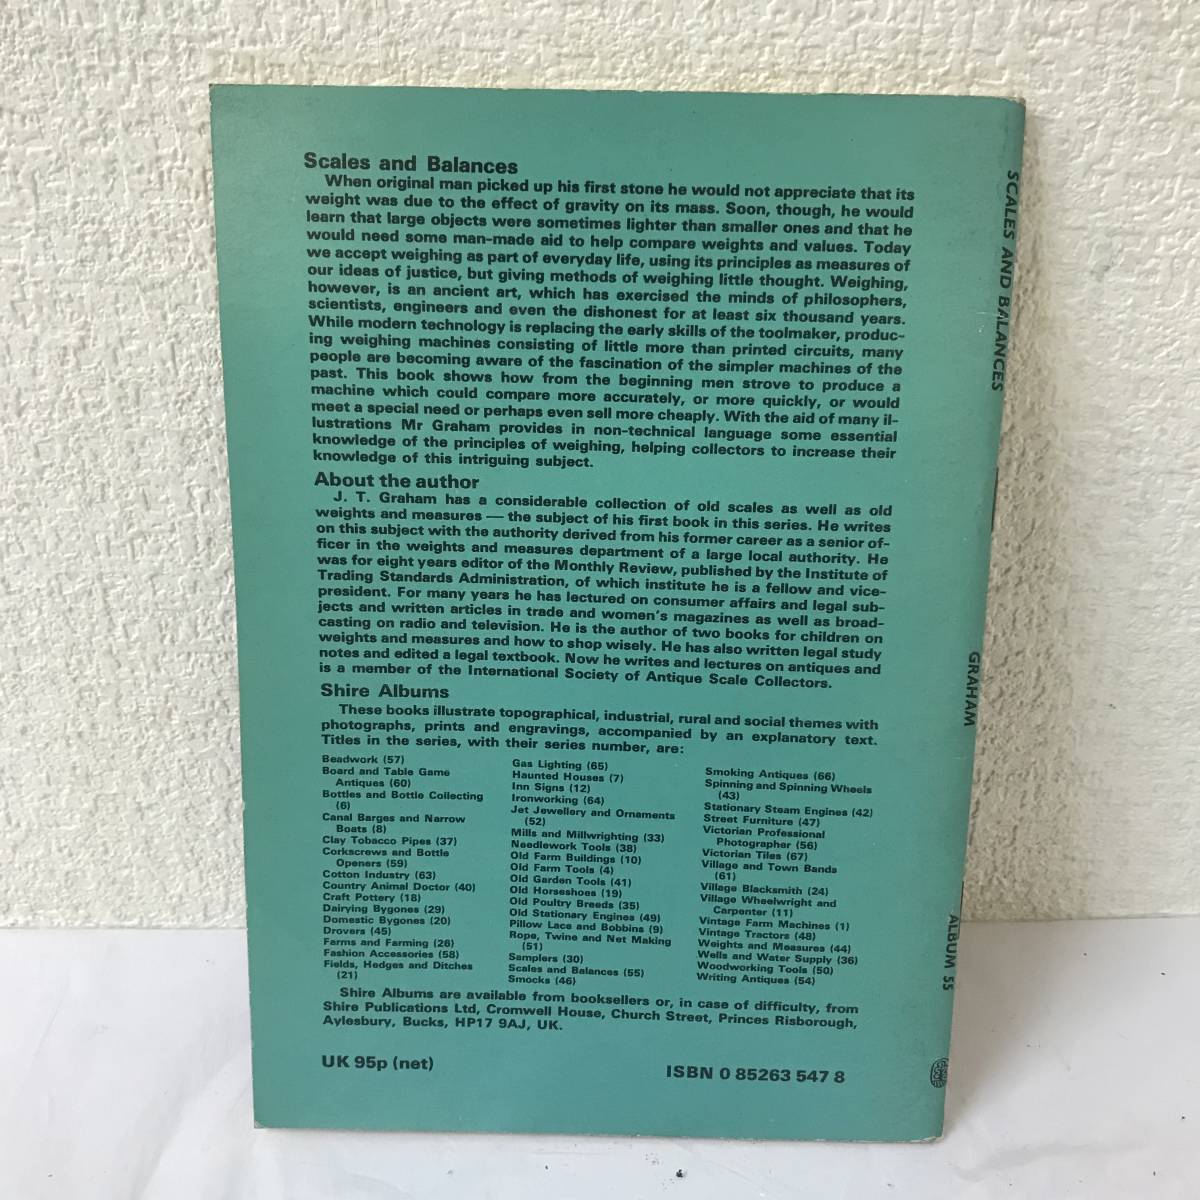 Scales and Balances
When original man picked up his first stone he would not appreciate that its
weight was due to the effect of gravity on its mass. Soon, though, he would
learn that large objects were sometimes lighter than smaller ones and that he
would need some man-made aid to help compare weights and values. Today
we accept weighing as part of everyday life, using its principles as measures of
our ideas of justice, but giving methods of weighing little thought. Weighing,
however, is an ancient art, which has exercised the minds of philosophers,
scientists, engineers and even the dishonest for at least six thousand years.
While modern technology is replacing the early skills of the toolmaker, produc-
ing weighing machines consisting of little more than printed circuits, many
people are becoming aware of the fascination of the simpler machines of the
past. This book shows how from the beginning men strove to produce a
machine which could compare more accurately, or more quickly, or would
meet a special need or perhaps even sell more cheaply. With the aid of many il-
lustrations Mr Graham provides in non-technical language some essential
knowledge of the principles of weighing, helping collectors to increase their
knowledge of this intriguing subject.
About the author
J. T. Graham has a considerable collection of old scales as well as old
weights and measures — the subject of his first book in this series. He writes
on this subject with the authority derived from his former career as a senior of-
ficer in the weights and measures department of a large local authority. He
was for eight years editor of the Monthly Review, published by the Institute of
Trading Standards Administration, of which institute he is a fellow and vice-
president. For many years he has lectured on consumer affairs and legal sub-
jects and written articles in trade and women's magazines as well as broad-
casting on radio and television. He is the author of two books for children on
weights and measures and how to shop wisely. He has also written legal study
notes and edited a legal textbook. Now he writes and lectures on antiques and
is a member of the International Society of Antique Scale Collectors.
Shire Albums
These books illustrate topographical, industrial, rural and social themes with
photographs, prints and engravings, accompanied by an explanatory text.
Titles in the series, with their series number, are:
Beadwork (57)
Board and Table Game
Antiques (60)
Bottles and Bottle Collecting
(6)
Canal Barges and Narrow
Boats (8)
Clay Tobacco Pipes (37)
Corkscrews and Bottle
Openers (59)
Cotton Industry (63)
Country Animal Doctor (40)
Craft Pottery (18)
Dairying Bygones (29)
Domestic Bygones (20)
Drovers (45)
Farms and Farming (26)
Fashion Accessories (58)
Fields, Hedges and Ditches
(21)
Gas Lighting (65)
Haunted Houses (7)
Inn Signs (12)
Ironworking (64)
Jet Jewellery and Ornaments
(52)
Mills and Millwrighting (33)
Needlework Tools (38)
Old Farm Buildings (10)
Old Farm Tools (4)
Old Garden Tools (41)
Old Horseshoes (19)
Old Poultry Breeds (35)
Old Stationary Engines (49)
Pillow Lace and Bobbins (9)
Rope, Twine and Net Making
(51)
Samplers (30)
Scales and Balances (55)
Smocks (46)
Smoking Antiques (66)
Spinning and Spinning Wheels
(43)
Stationary Steam Engines (42)
Street Furniture (47)
Victorian Professional
Photographer (56)
Victorian Tiles (67)
Village and Town Bands
(61)
Village Blacksmith (24)
Village Wheelwright and
Carpenter (11)
Vintage Farm Machines (1)
Vintage Tractors (48)
Weights and Measures (44)
Wells and Water Supply (36)
Woodworking Tools (50)
Writing Antiques (54)
Shire Albums are available from booksellers or, in case of difficulty, from
Shire Publications Ltd, Cromwell House, Church Street, Princes Risborough,
Aylesbury, Bucks, HP17 9AJ, UK.
UK 95p (net)
ISBN 0 85263 547 8
SCALES AND BALANCES
GRAHAM
ALBUM 55